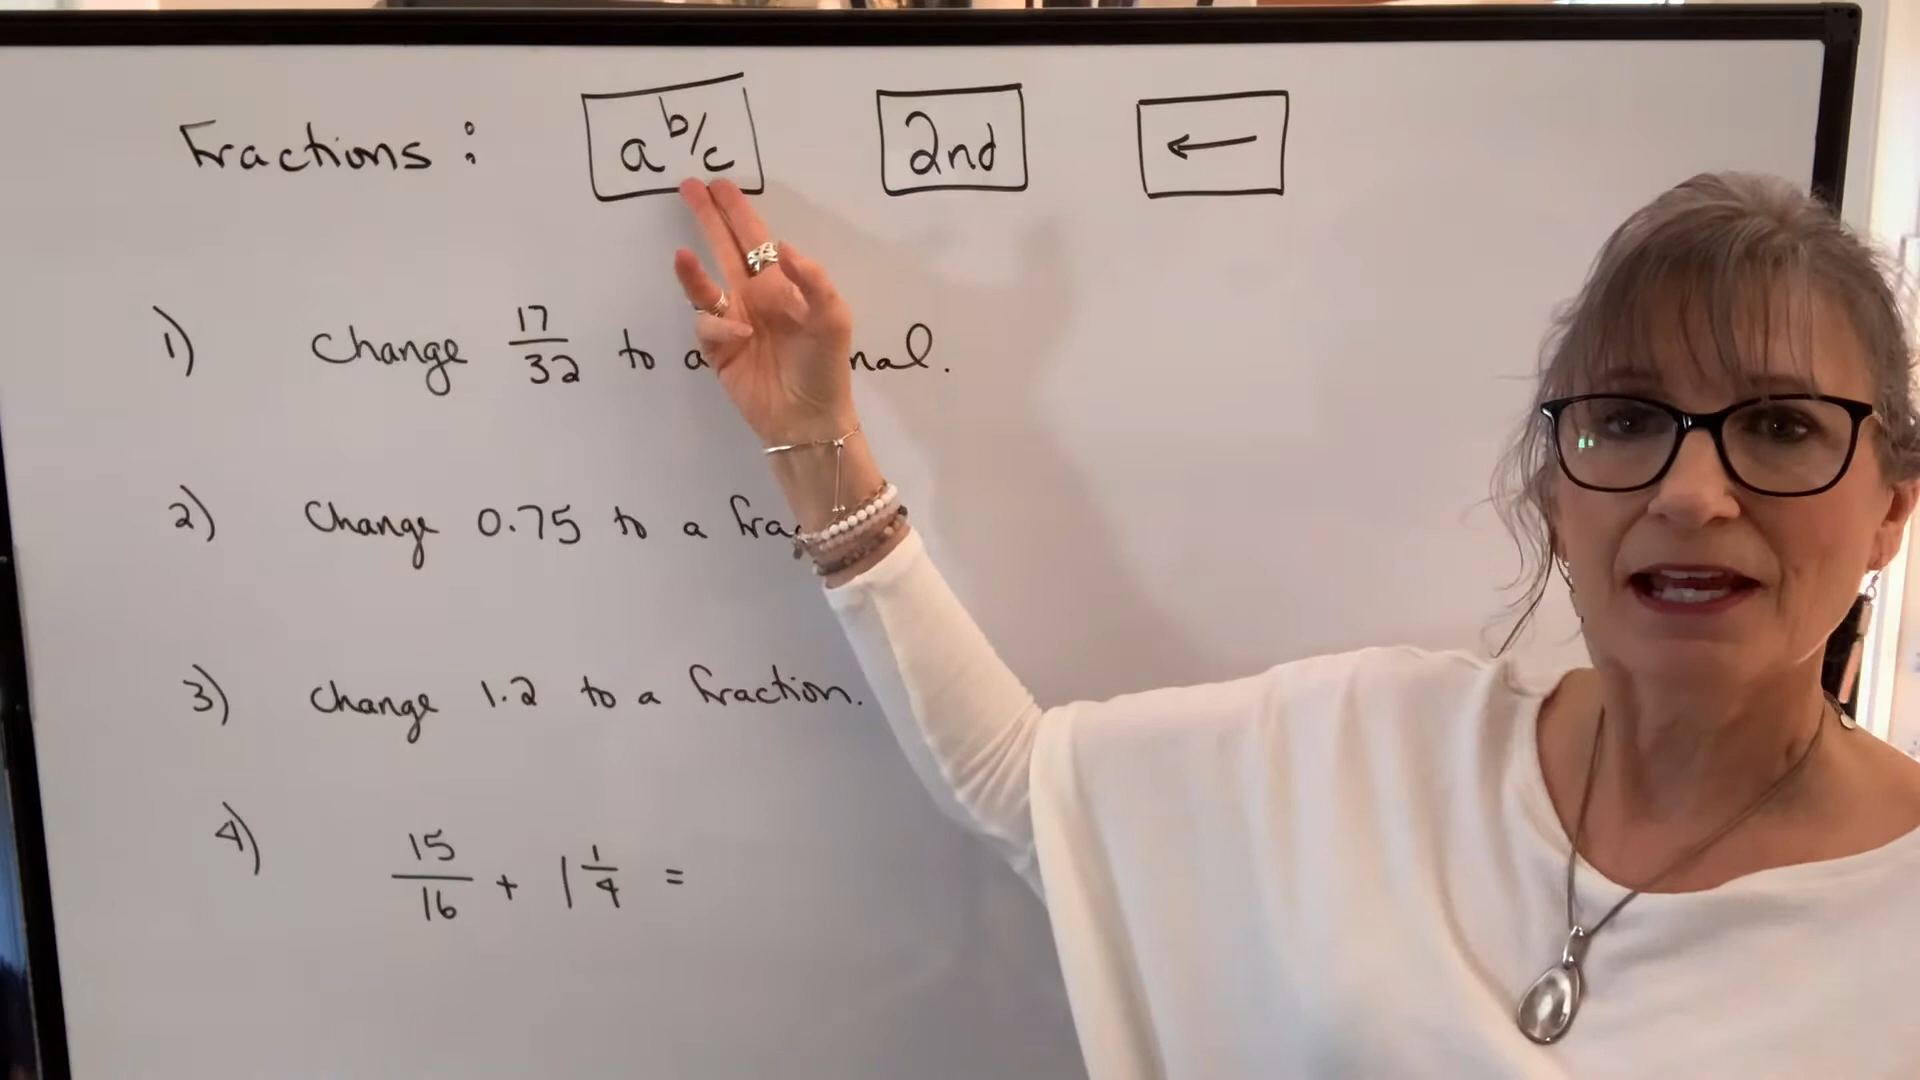 Fractions: a b/c 2nd ←
1) Change 17/32 to a
2) Change 0.75 to a
3) Change 1.2 to a fraction.
4) 15/16 + 1 1/4 =